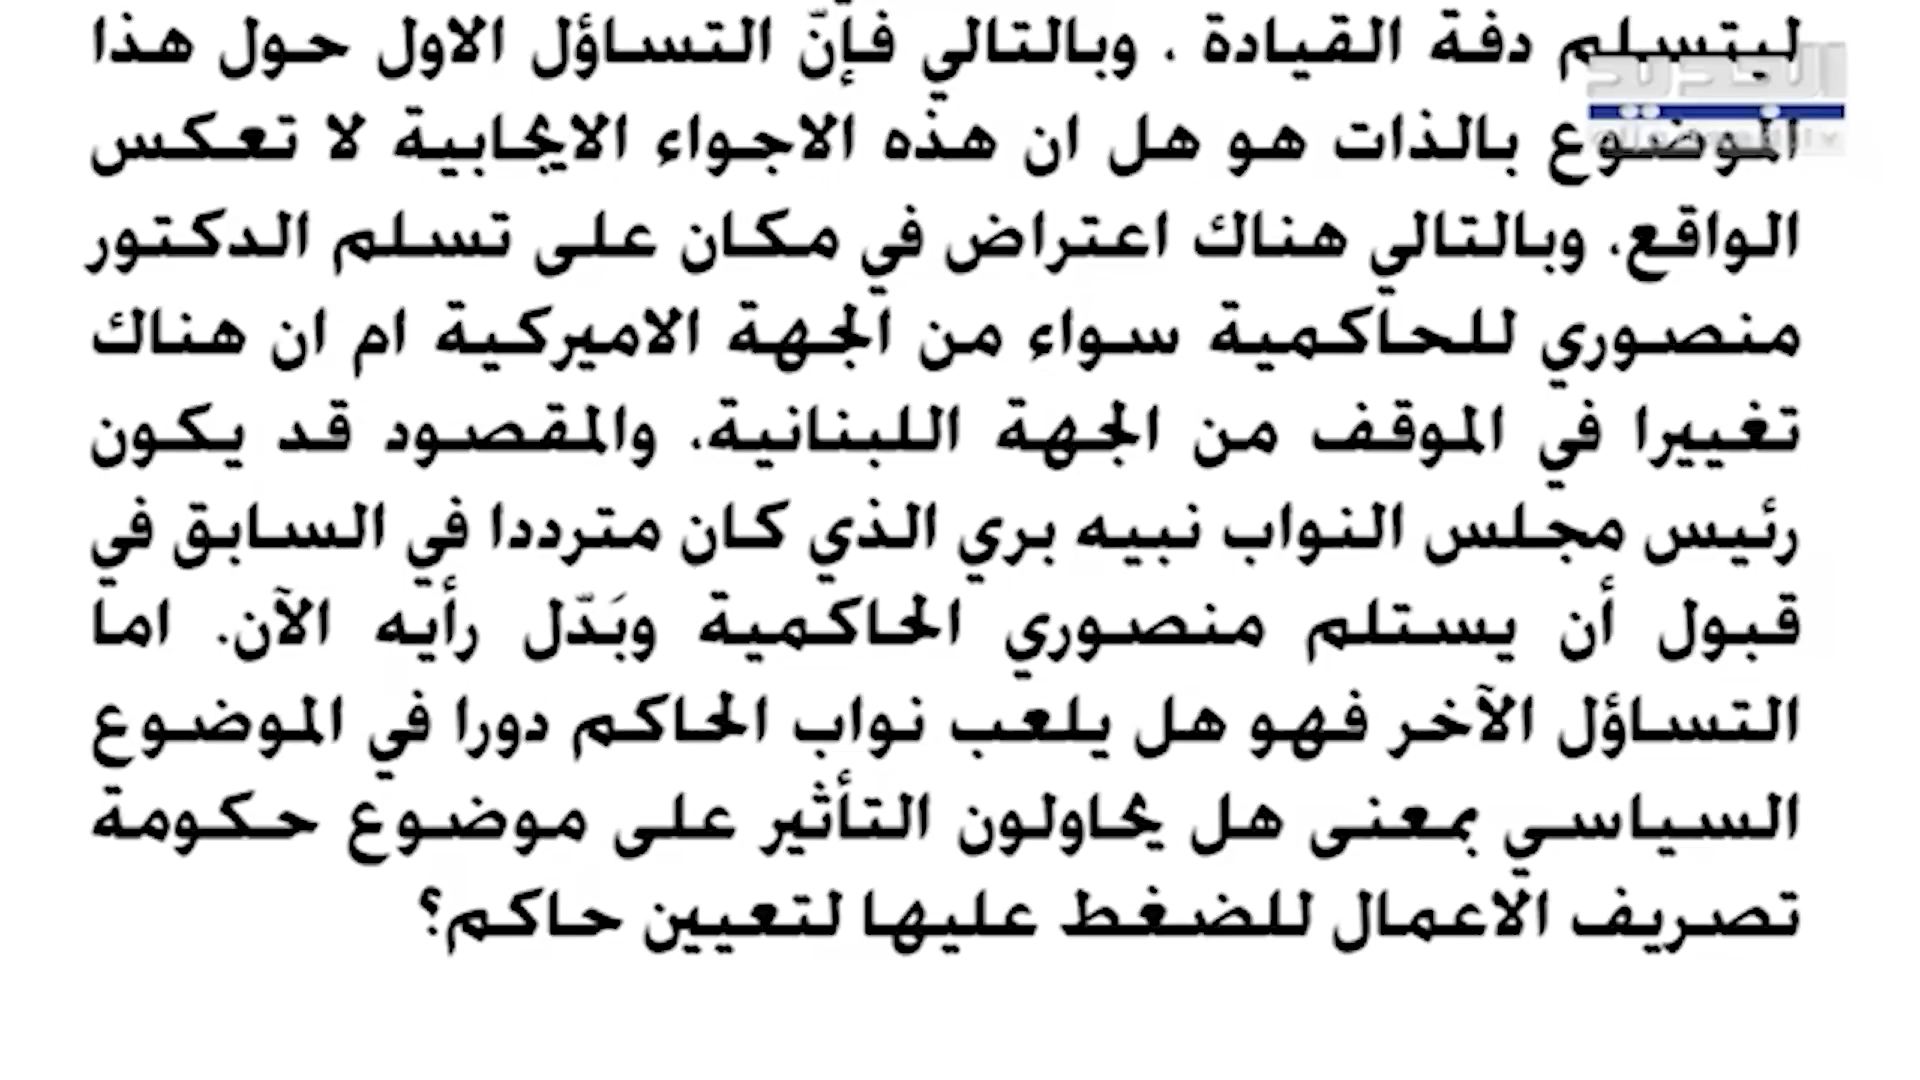 ليتسلم دفة القيادة . وبالتالي فإنّ التساؤل الاول حول هذا
الموضوع بالذات هو هل ان هذه الاجواء الايجابية لا تعكس
الواقع. وبالتالي هناك اعتراض في مكان على تسلم الدكتور
منصوري للحاكمية سواء من الجهة الاميركية ام ان هناك
تغييرا في الموقف من الجهة اللبنانية. والمقصود قد يكون
رئيس مجلس النواب نبيه بري الذي كان مترددا في السابق في
قبول أن يستلم منصوري الحاكمية وبَدّل رأيه الآن. اما
التساؤل الآخر فهو هل يلعب نواب الحاكم دورا في الموضوع
السياسي بمعنى هل يحاولون التأثير على موضوع حكومة
تصريف الاعمال للضغط عليها لتعيين حاكم؟
الجديد